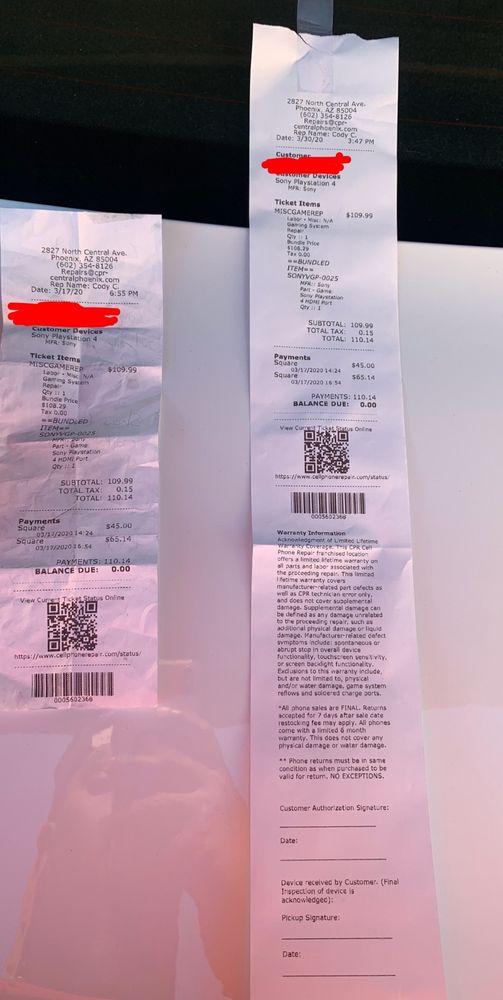 2827 North Central Ave.
Phoenix, AZ 85004
(602) 354-8126
Repairs@cpr-
centralphoenix.com
Rep Name: Cody C.
Date: 3/17/20 6:55 PM
Customer Devices
Sony Playstation 4
MFR: Sony
Ticket Items
MISCGAMEREP $109.99
Labor - Misc: N/A
Gaming System
Repair
Qty :: 1
Bundle Price
$108.29
Tax 0.00
==BUNDLED
ITEM==
SONYVGP-0025
MFR.: Sony
Part - Game:
Sony Playstation
4 HDMI Port
Qty :: 1
SUBTOTAL: 109.99
TOTAL TAX: 0.15
TOTAL: 110.14
Payments
Square $45.00
03/17/2020 14:24
Square $65.14
03/17/2020 16:54
PAYMENTS: 110.14
BALANCE DUE: 0.00
View Current Ticket Status Online
https://www.cellphonerepair.com/status/
0005602366
2827 North Central Ave.
Phoenix, AZ 85004
(602) 354-8126
Repairs@cpr-
centralphoenix.com
Rep Name: Cody C.
Date: 3/30/20 3:47 PM
Customer
Customer Devices
Sony Playstation 4
MFR: Sony
Ticket Items
MISCGAMEREP $109.99
Labor - Misc: N/A
Gaming System
Repair
Qty :: 1
Bundle Price
$108.29
Tax 0.00
==BUNDLED
ITEM==
SONYVGP-0025
MFR.: Sony
Part - Game:
Sony Playstation
4 HDMI Port
Qty :: 1
SUBTOTAL: 109.99
TOTAL TAX: 0.15
TOTAL: 110.14
Payments
Square $45.00
03/17/2020 14:24
Square $65.14
03/17/2020 16:54
PAYMENTS: 110.14
BALANCE DUE: 0.00
View Current Ticket Status Online
https://www.cellphonerepair.com/status/
0005602366
Warranty Information
Acknowledgment of Limited Lifetime
Warranty Coverage: This CPR Cell
Phone Repair franchised location
offers a limited lifetime warranty on
all parts and labor associated with
the proceeding repair. This limited
lifetime warranty covers
manufacturer-related part defects as
well as CPR technician error only,
and does not cover supplemental
damage. Supplemental damage can
be defined as any damage unrelated
to the proceeding repair, such as
additional physical damage or liquid
damage. Manufacturer-related defect
symptoms include: spontaneous or
abrupt stop in overall device
functionality, touchscreen sensitivity,
or screen backlight functionality.
Exclusions to this warranty include,
but are not limited to, physical
and/or water damage, game system
reflows and soldered charge ports.
*All phone sales are FINAL. Returns
accepted for 7 days after sale date
restocking fee may apply. All phones
come with a limited 6 month
warranty. This does not cover any
physical damage or water damage.
** Phone returns must be in same
condition as when purchased to be
valid for return. NO EXCEPTIONS.
Customer Authorization Signature:
Date:
Device received by Customer. (Final
Inspection of device is
acknowledged):
Pickup Signature:
Date: